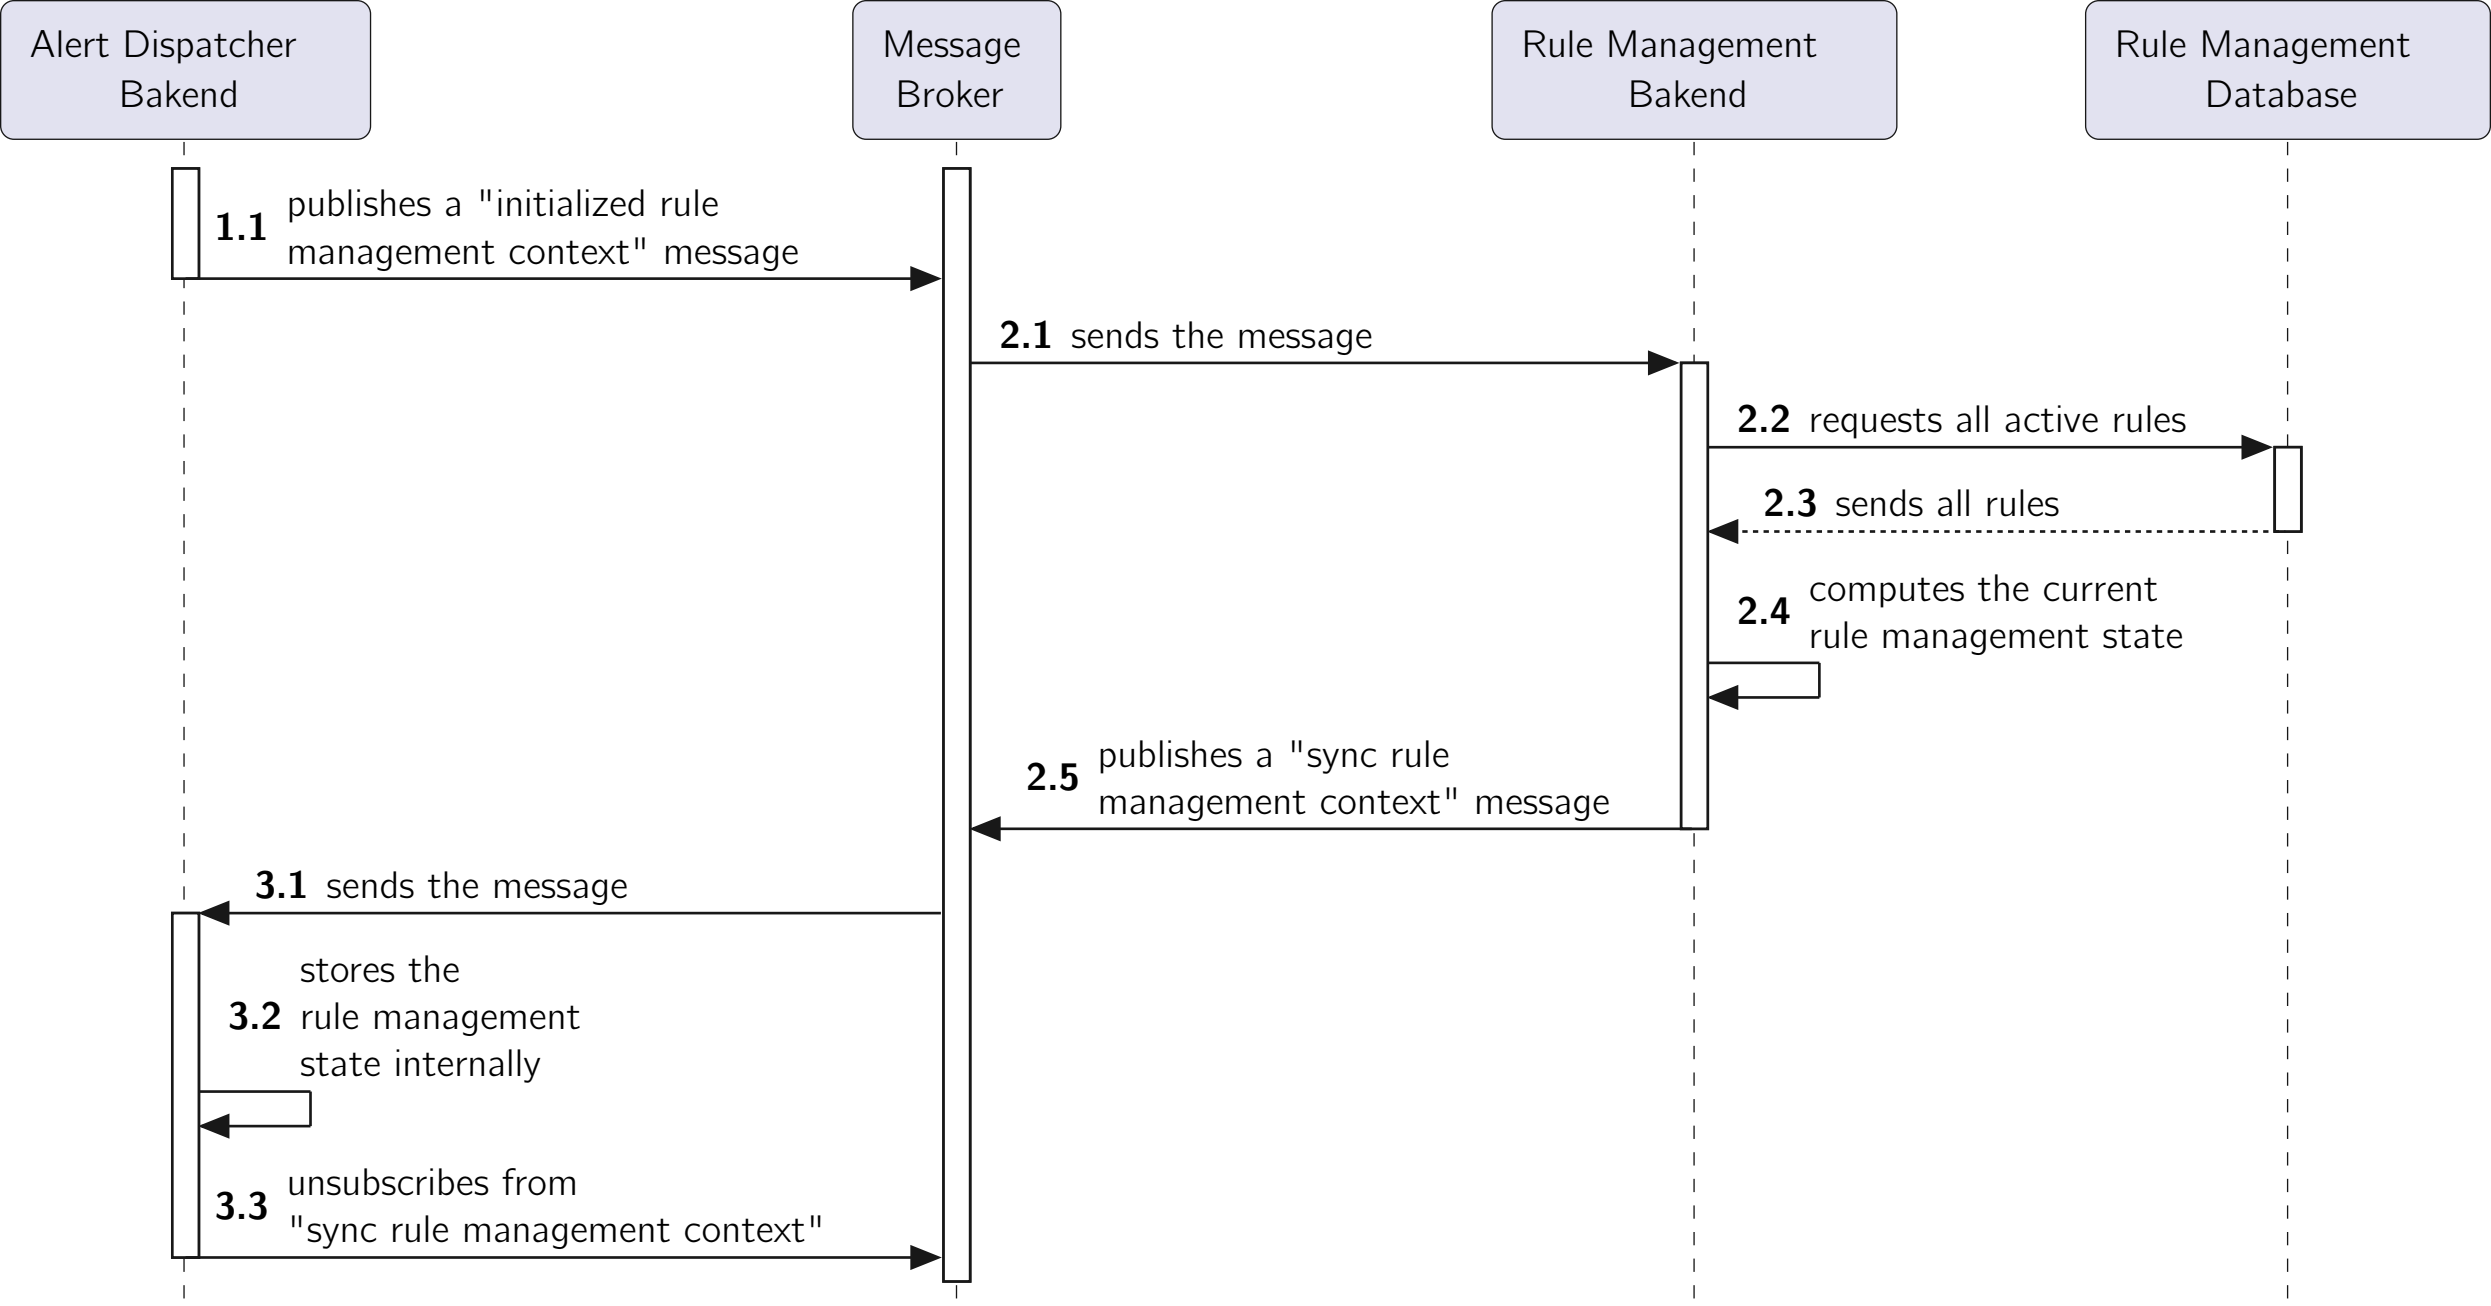 Alert Dispatcher
Bakend
Message
Broker
Rule Management
Bakend
Rule Management
Database
1.1 publishes a "initialized rule
management context" message
2.1 sends the message
2.2 requests all active rules
2.3 sends all rules
2.4 computes the current
rule management state
2.5 publishes a "sync rule
management context" message
3.1 sends the message
stores the
3.2 rule management
state internally
3.3 unsubscribes from
"sync rule management context"